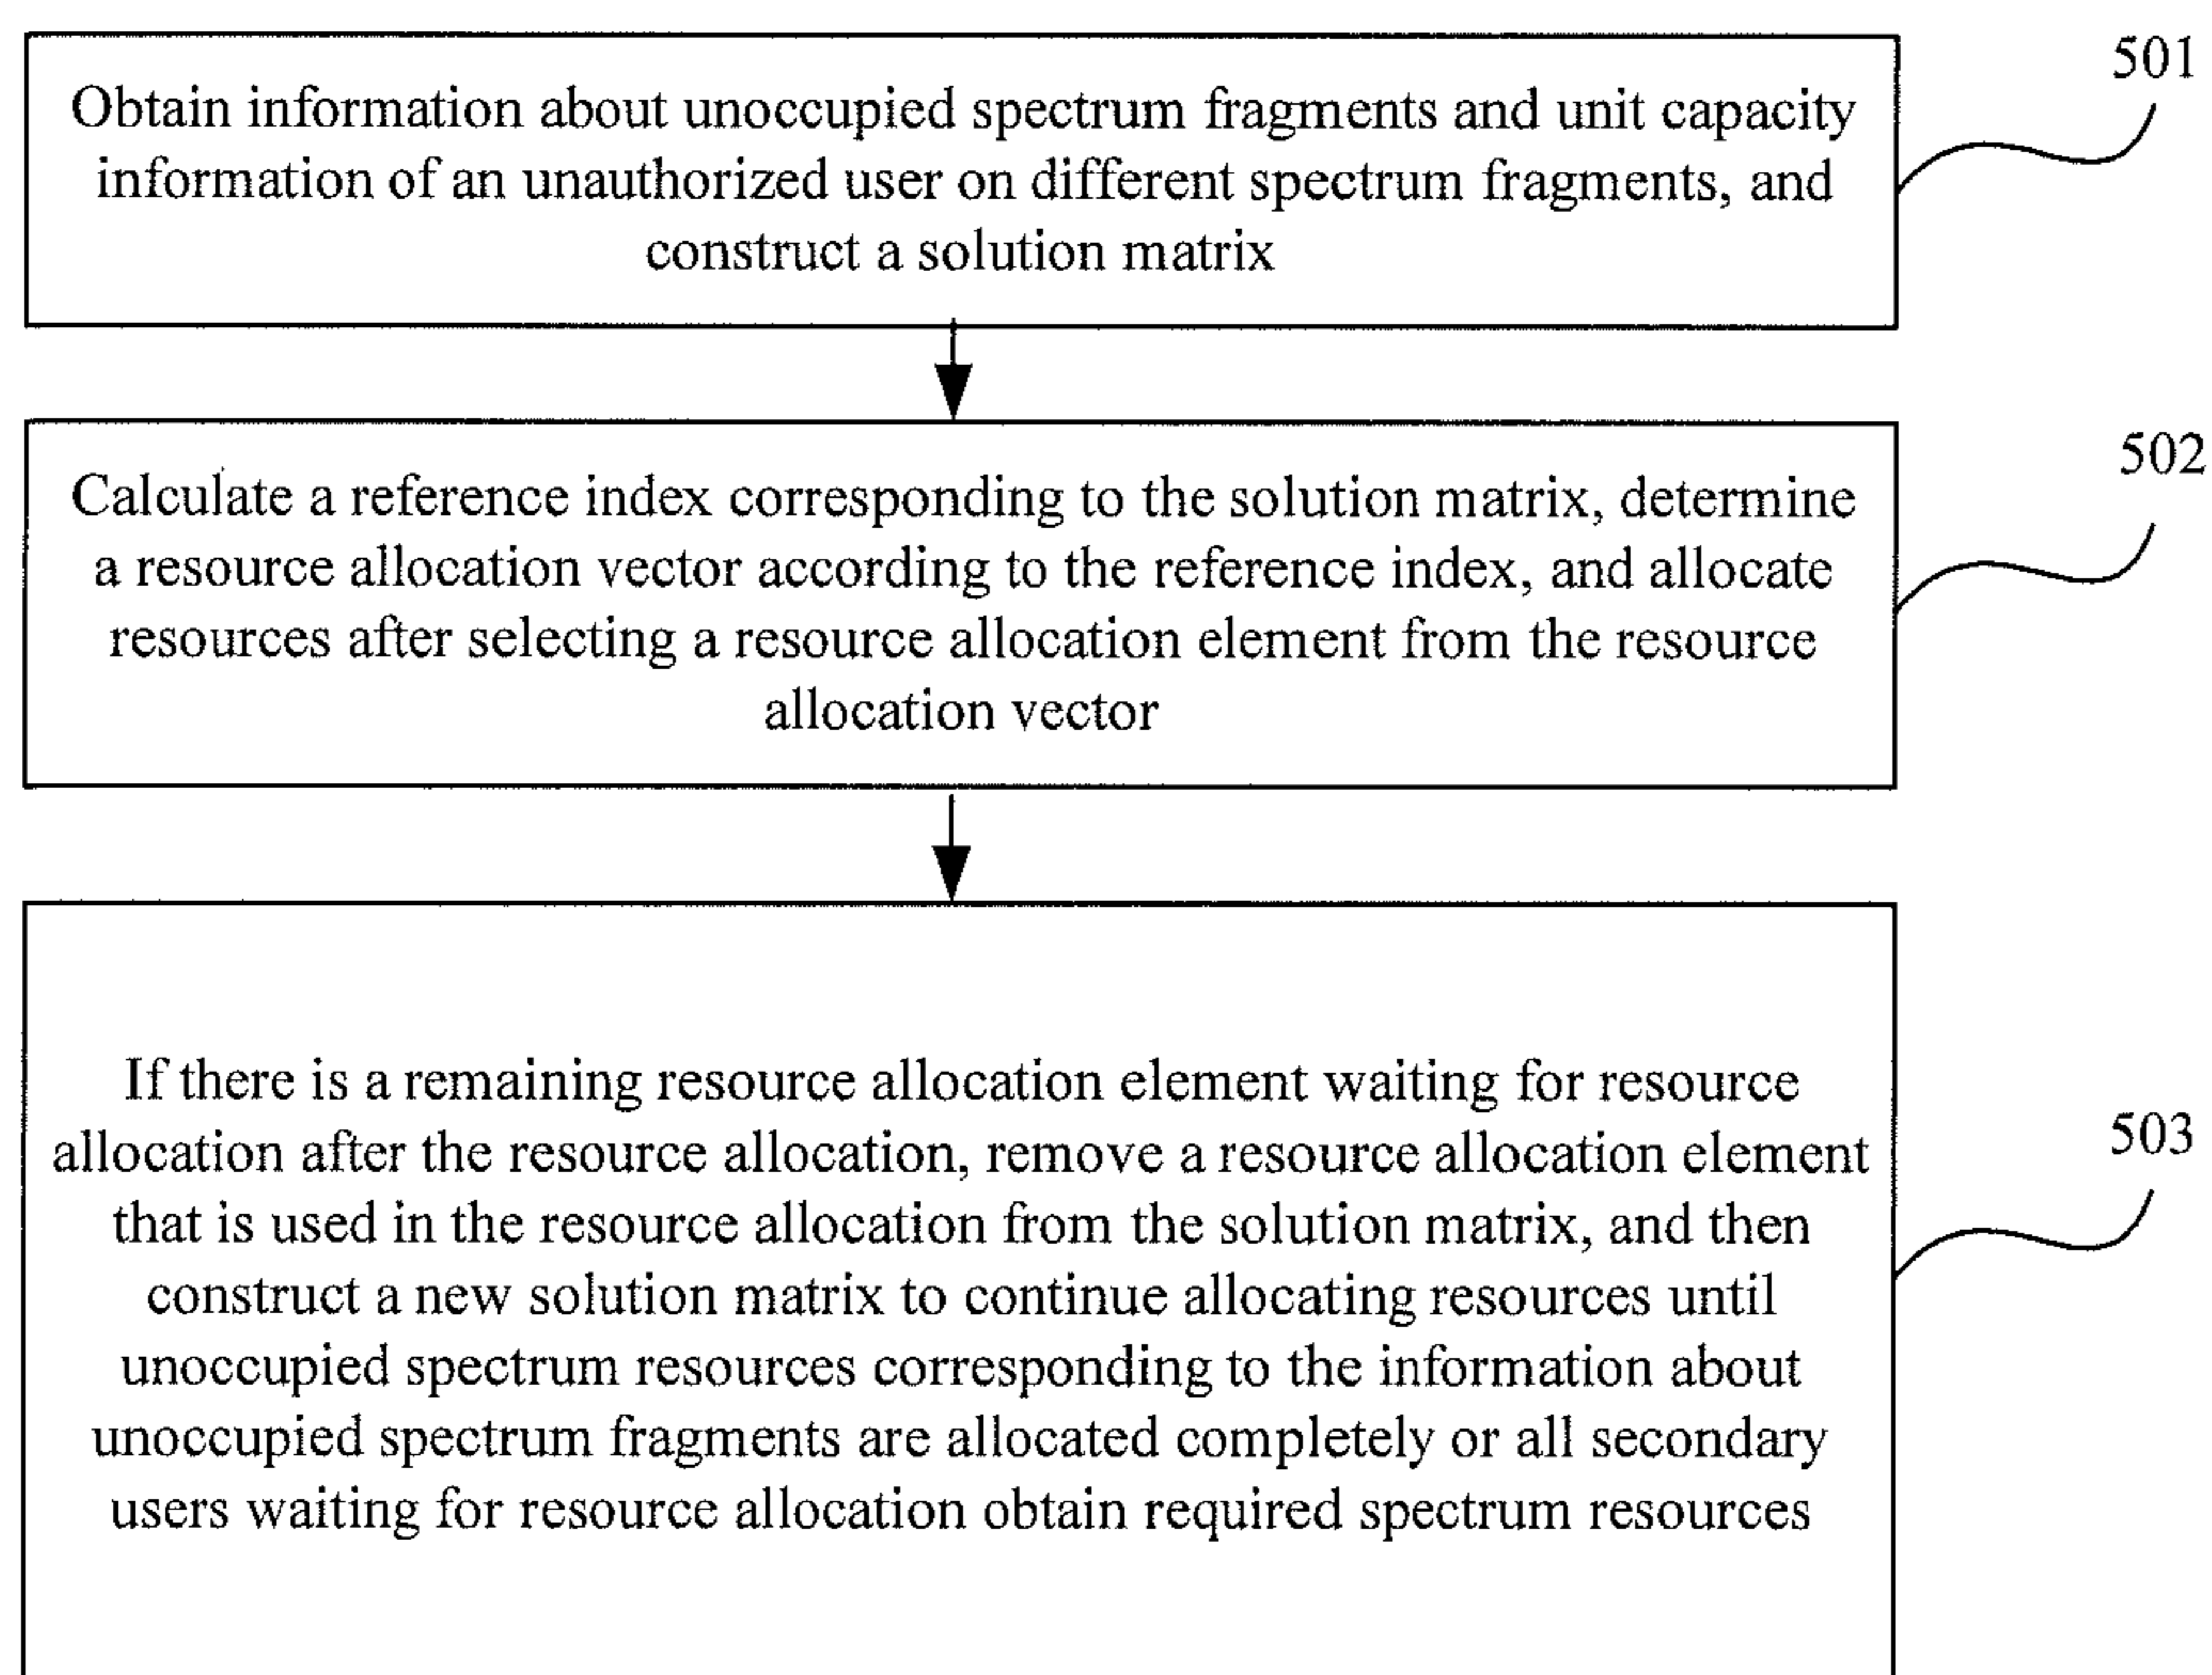 501
Obtain information about unoccupied spectrum fragments and unit capacity
information of an unauthorized user on different spectrum fragments, and
construct a solution matrix
502
Calculate a reference index corresponding to the solution matrix, determine
a resource allocation vector according to the reference index, and allocate
resources after selecting a resource allocation element from the resource
allocation vector
503
If there is a remaining resource allocation element waiting for resource
allocation after the resource allocation, remove a resource allocation element
that is used in the resource allocation from the solution matrix, and then
construct a new solution matrix to continue allocating resources until
unoccupied spectrum resources corresponding to the information about
unoccupied spectrum fragments are allocated completely or all secondary
users waiting for resource allocation obtain required spectrum resources